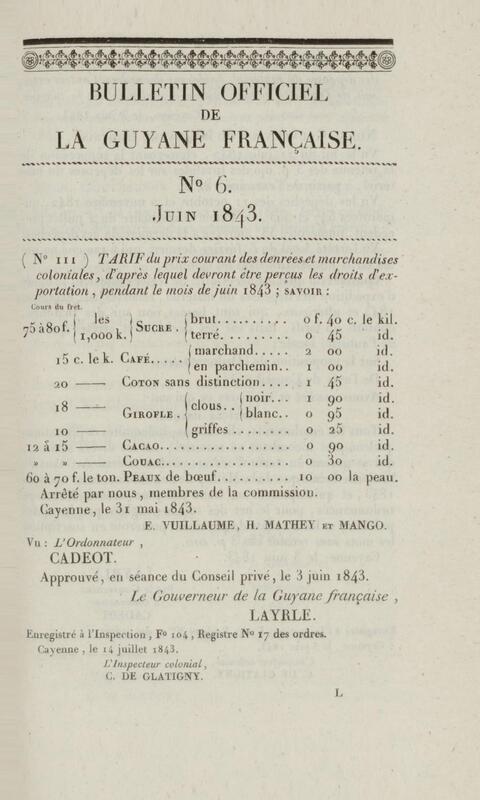 BULLETIN OFFICIEL
DE
LA GUYANE FRANÇAISE.
Nº 6.
JUIN 1843.
( Nº 111 ) TARIF du prix courant des denrées et marchandises
coloniales, d'après lequel devront être perçus les droits d'ex-
portation, pendant le mois de juin 1843 ; SAVOIR :
Cours du fret.
75 à 80 f. { les 1,000 k. } SUCRE. { brut.......... 0 f. 40 c. le kil.
{ terré.......... 0 45 id.
15 c. le k. CAFÉ..... { marchand..... 2 00 id.
{ en parchemin.. 1 00 id.
20 — COTON sans distinction.... 1 45 id.
18 — GIROFLE. { clous.. { noir... 1 90 id.
{ blanc.. 0 95 id.
10 — { griffes ........ 0 25 id.
12 à 15 — CACAO.................. 0 90 id.
» » — COUAC.................. 0 30 id.
60 à 70 f. le ton. PEAUX de bœuf......... 10 00 la peau.
Arrêté par nous, membres de la commission.
Cayenne, le 31 mai 1843.
E. VUILLAUME, H. MATHEY ET MANGO.
Vu : L'Ordonnateur,
CADEOT.
Approuvé, en séance du Conseil privé, le 3 juin 1843.
Le Gouverneur de la Guyane française,
LAYRLE.
Enregistré à l'Inspection, Fº 104, Registre Nº 17 des ordres.
Cayenne, le 14 juillet 1843.
L'Inspecteur colonial,
C. DE GLATIGNY.
L